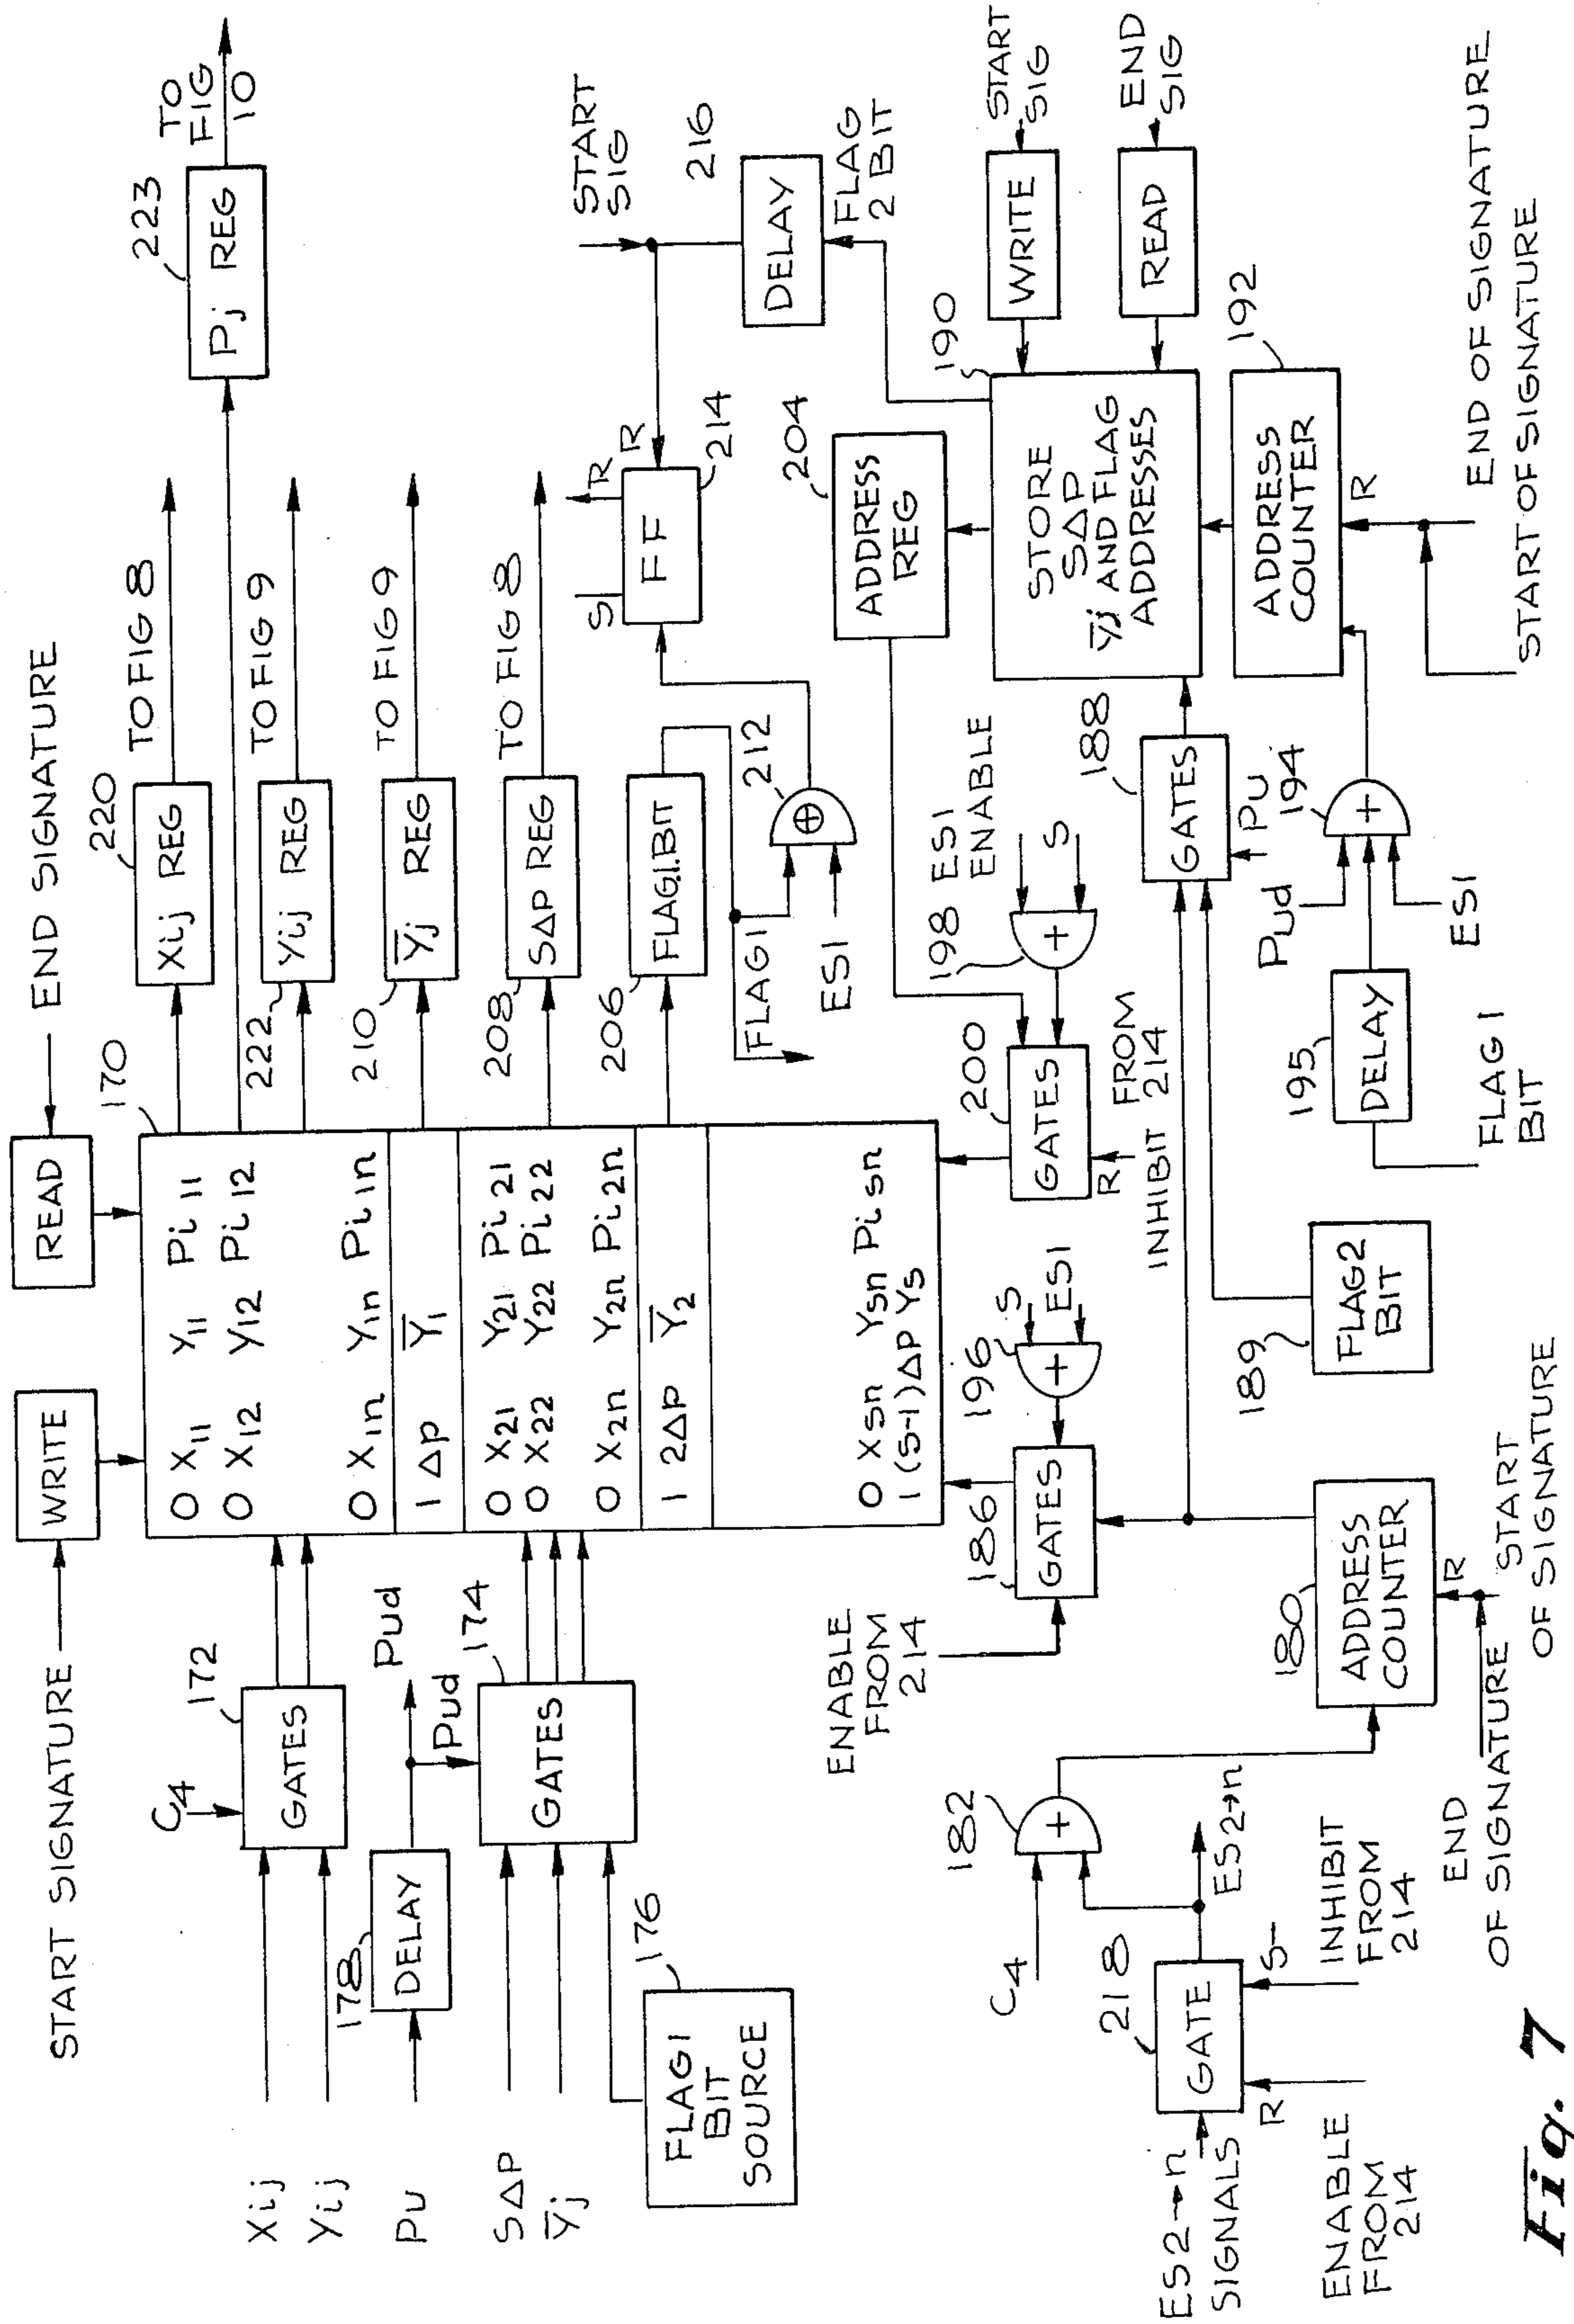 START SIGNATURE
WRITE
READ
END SIGNATURE
170
Xij
Yij
C4
GATES
172
Pu
178
DELAY
Pud
Pud
SΔP
Y̅j
GATES
174
FLAG 1
BIT
SOURCE
176
O X11 Y11 Pi 11
O X12 Y12 Pi 12
O X1n Y1n Pi 1n
1 Δp Y̅1
O X21 Y21 Pi 21
O X22 Y22 Pi 22
O X2n Y2n Pi 2n
1 2Δp Y̅2
O Xsn Ysn Pi sn
1 (S-1)Δp Ys
220
Xij REG
TO FIG 8
Pj REG
223
TO
FIG
10
222
Yij REG
TO FIG 9
210
Y̅j REG
TO FIG 9
208
SΔP REG
TO FIG 8
206
FLAG.1.BIT
FLAG 1
ESI
⊕
212
S
FF
R
R
214
START
SIG
DELAY
216
FLAG
2 BIT
ENABLE
FROM
214
186
GATES
196
+
S
ESI
200
GATES
R
FROM
214
INHIBIT
198
ESI
ENABLE
+
S
204
ADDRESS
REG
190
STORE
SΔP
Y̅j AND FLAG
ADDRESSES
WRITE
START
SIG
READ
END
SIG
188
GATES
Pu
192
ADDRESS
COUNTER
R
END OF SIGNATURE
START OF SIGNATURE
194
+
Pud
ESI
195
DELAY
FLAG 1
BIT
189
FLAG2
BIT
180
ADDRESS
COUNTER
R
START
OF SIGNATURE
END
OF SIGNATURE
182
+
C4
ES2→n
218
GATE
ES2→n
SIGNALS
R
S-
ENABLE
FROM
214
INHIBIT
FROM
214
Fig. 7